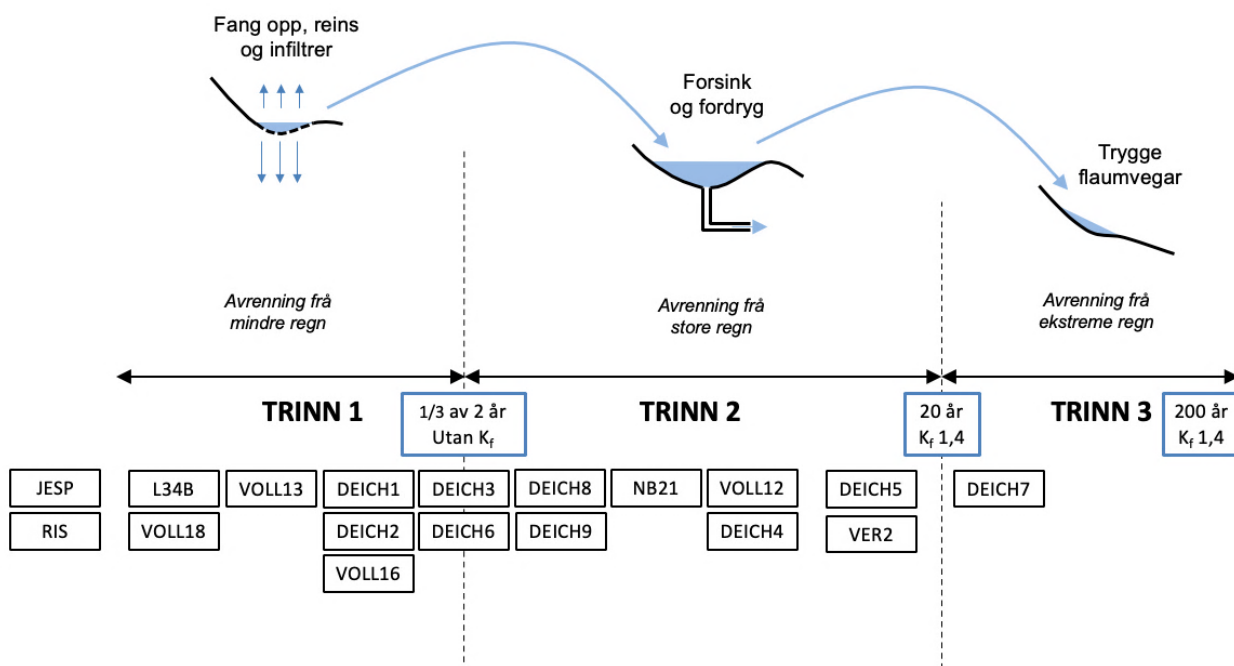 Fang opp, reins
og infiltrer
Forsink
og fordryg
Trygge
flaumvegar
Avrenning frå
mindre regn
Avrenning frå
store regn
Avrenning frå
ekstreme regn
TRINN 1
1/3 av 2 år
Utan Kf
TRINN 2
20 år
Kf 1,4
TRINN 3
200 år
Kf 1,4
JESP L34B VOLL13 DEICH1 DEICH3 DEICH8 NB21 VOLL12 DEICH5 DEICH7
RIS VOLL18 DEICH2 DEICH6 DEICH9 DEICH4 VER2
VOLL16